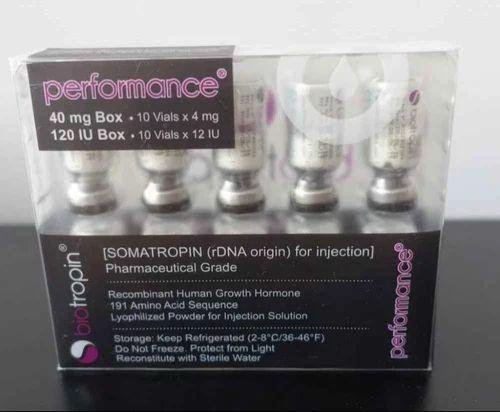 performance®
40 mg Box • 10 Vials x 4 mg
120 IU Box • 10 Vials x 12 IU
biotropin®
[SOMATROPIN (rDNA origin) for injection]
Pharmaceutical Grade
Recombinant Human Growth Hormone
191 Amino Acid Sequence
Lyophilized Powder for Injection Solution
Storage: Keep Refrigerated (2-8°C/36-46°F)
Do Not Freeze. Protect from Light
Reconstitute with Sterile Water
performance®